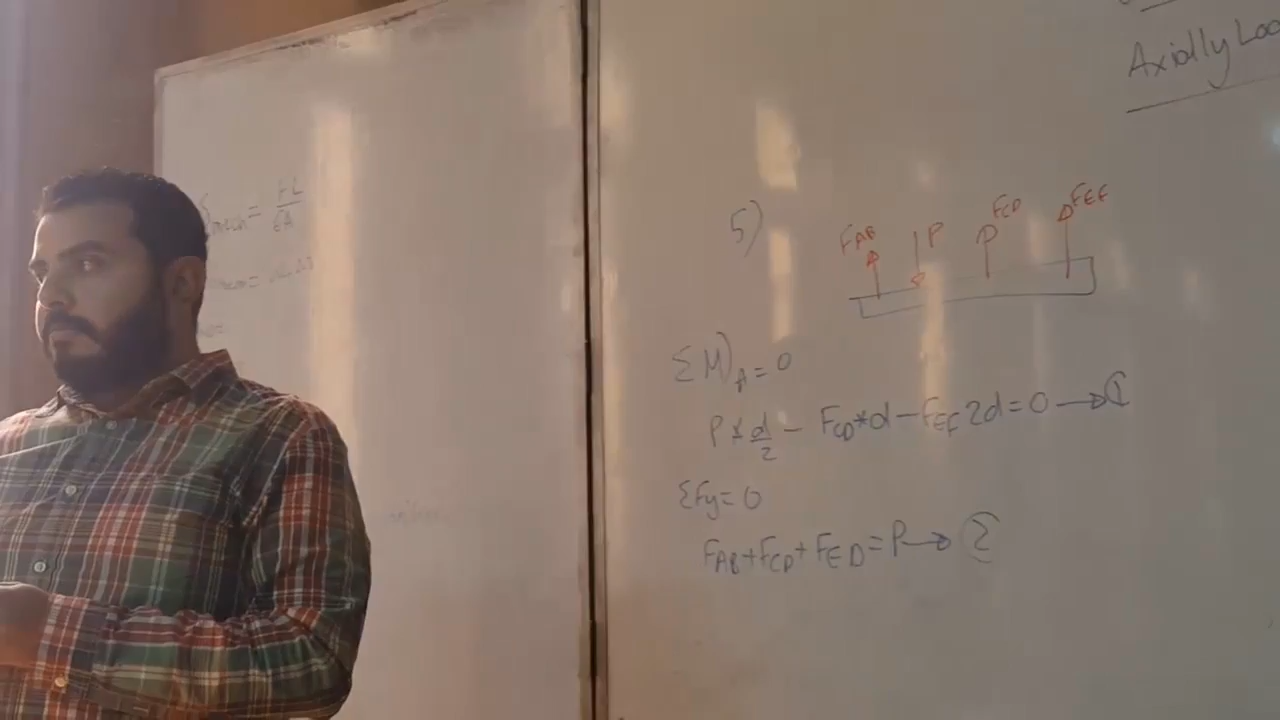 mech = FL/EA
Axially Loa
5)
FAB P FCD FEF
ΣM)A = 0
P * d/2 - FCD*d - FEF 2d = 0 → ①
ΣFy = 0
FAB + FCD + FED = P → ②